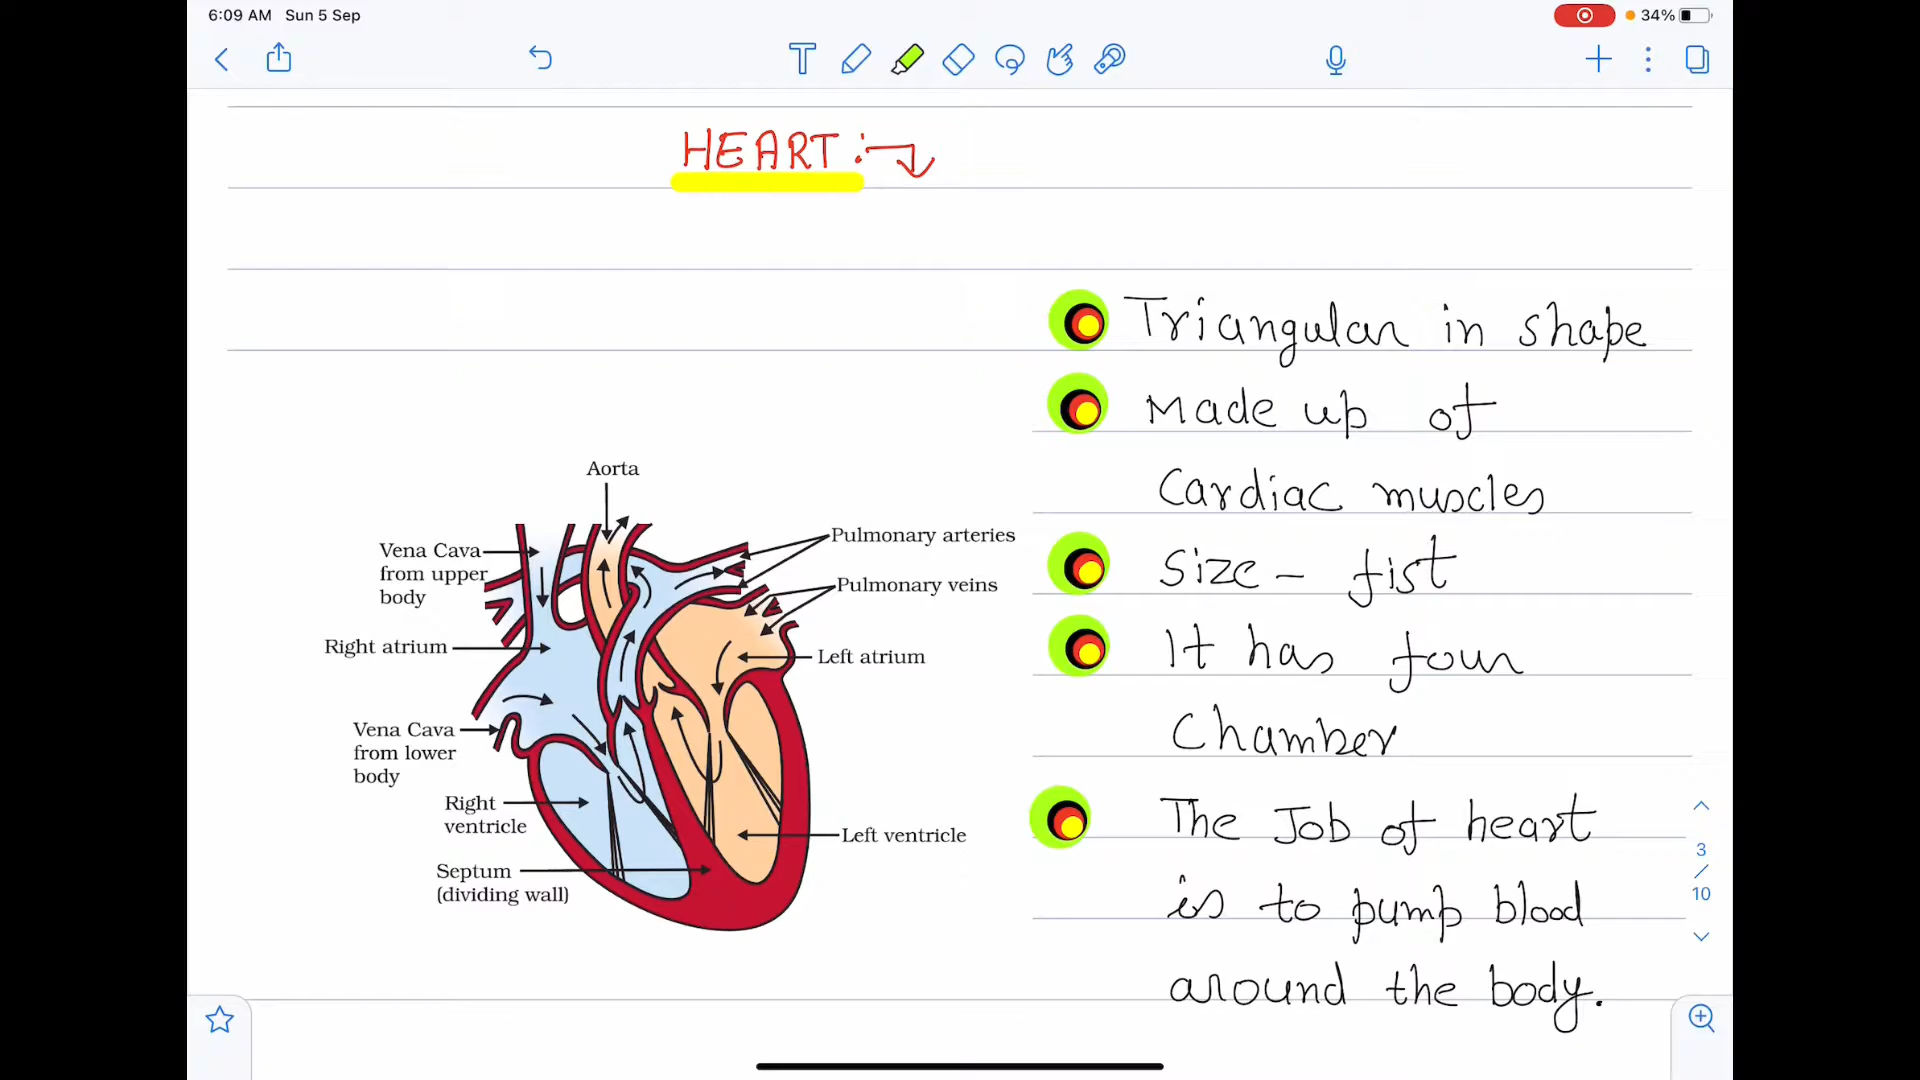 6:09 AM Sun 5 Sep
34%
HEART :
Triangular in shape
Made up of
Cardiac muscles
Size - fist
It has four
Chamber
The Job of heart
is to pump blood
around the body.
Aorta
Vena Cava
from upper
body
Pulmonary arteries
Pulmonary veins
Right atrium
Left atrium
Vena Cava
from lower
body
Right
ventricle
Left ventricle
Septum
(dividing wall)
3
/
10